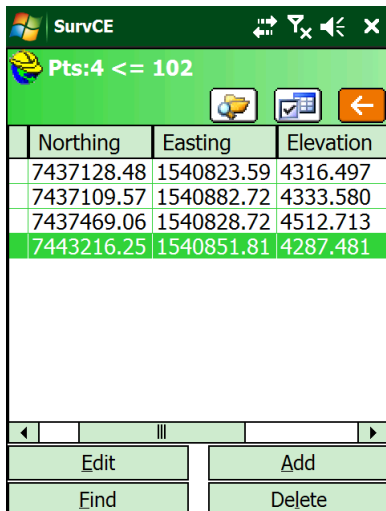 SurvCE
Pts:4 <= 102
Northing Easting Elevation
7437128.48 1540823.59 4316.497
7437109.57 1540882.72 4333.580
7437469.06 1540828.72 4512.713
7443216.25 1540851.81 4287.481
Edit Add
Find Delete